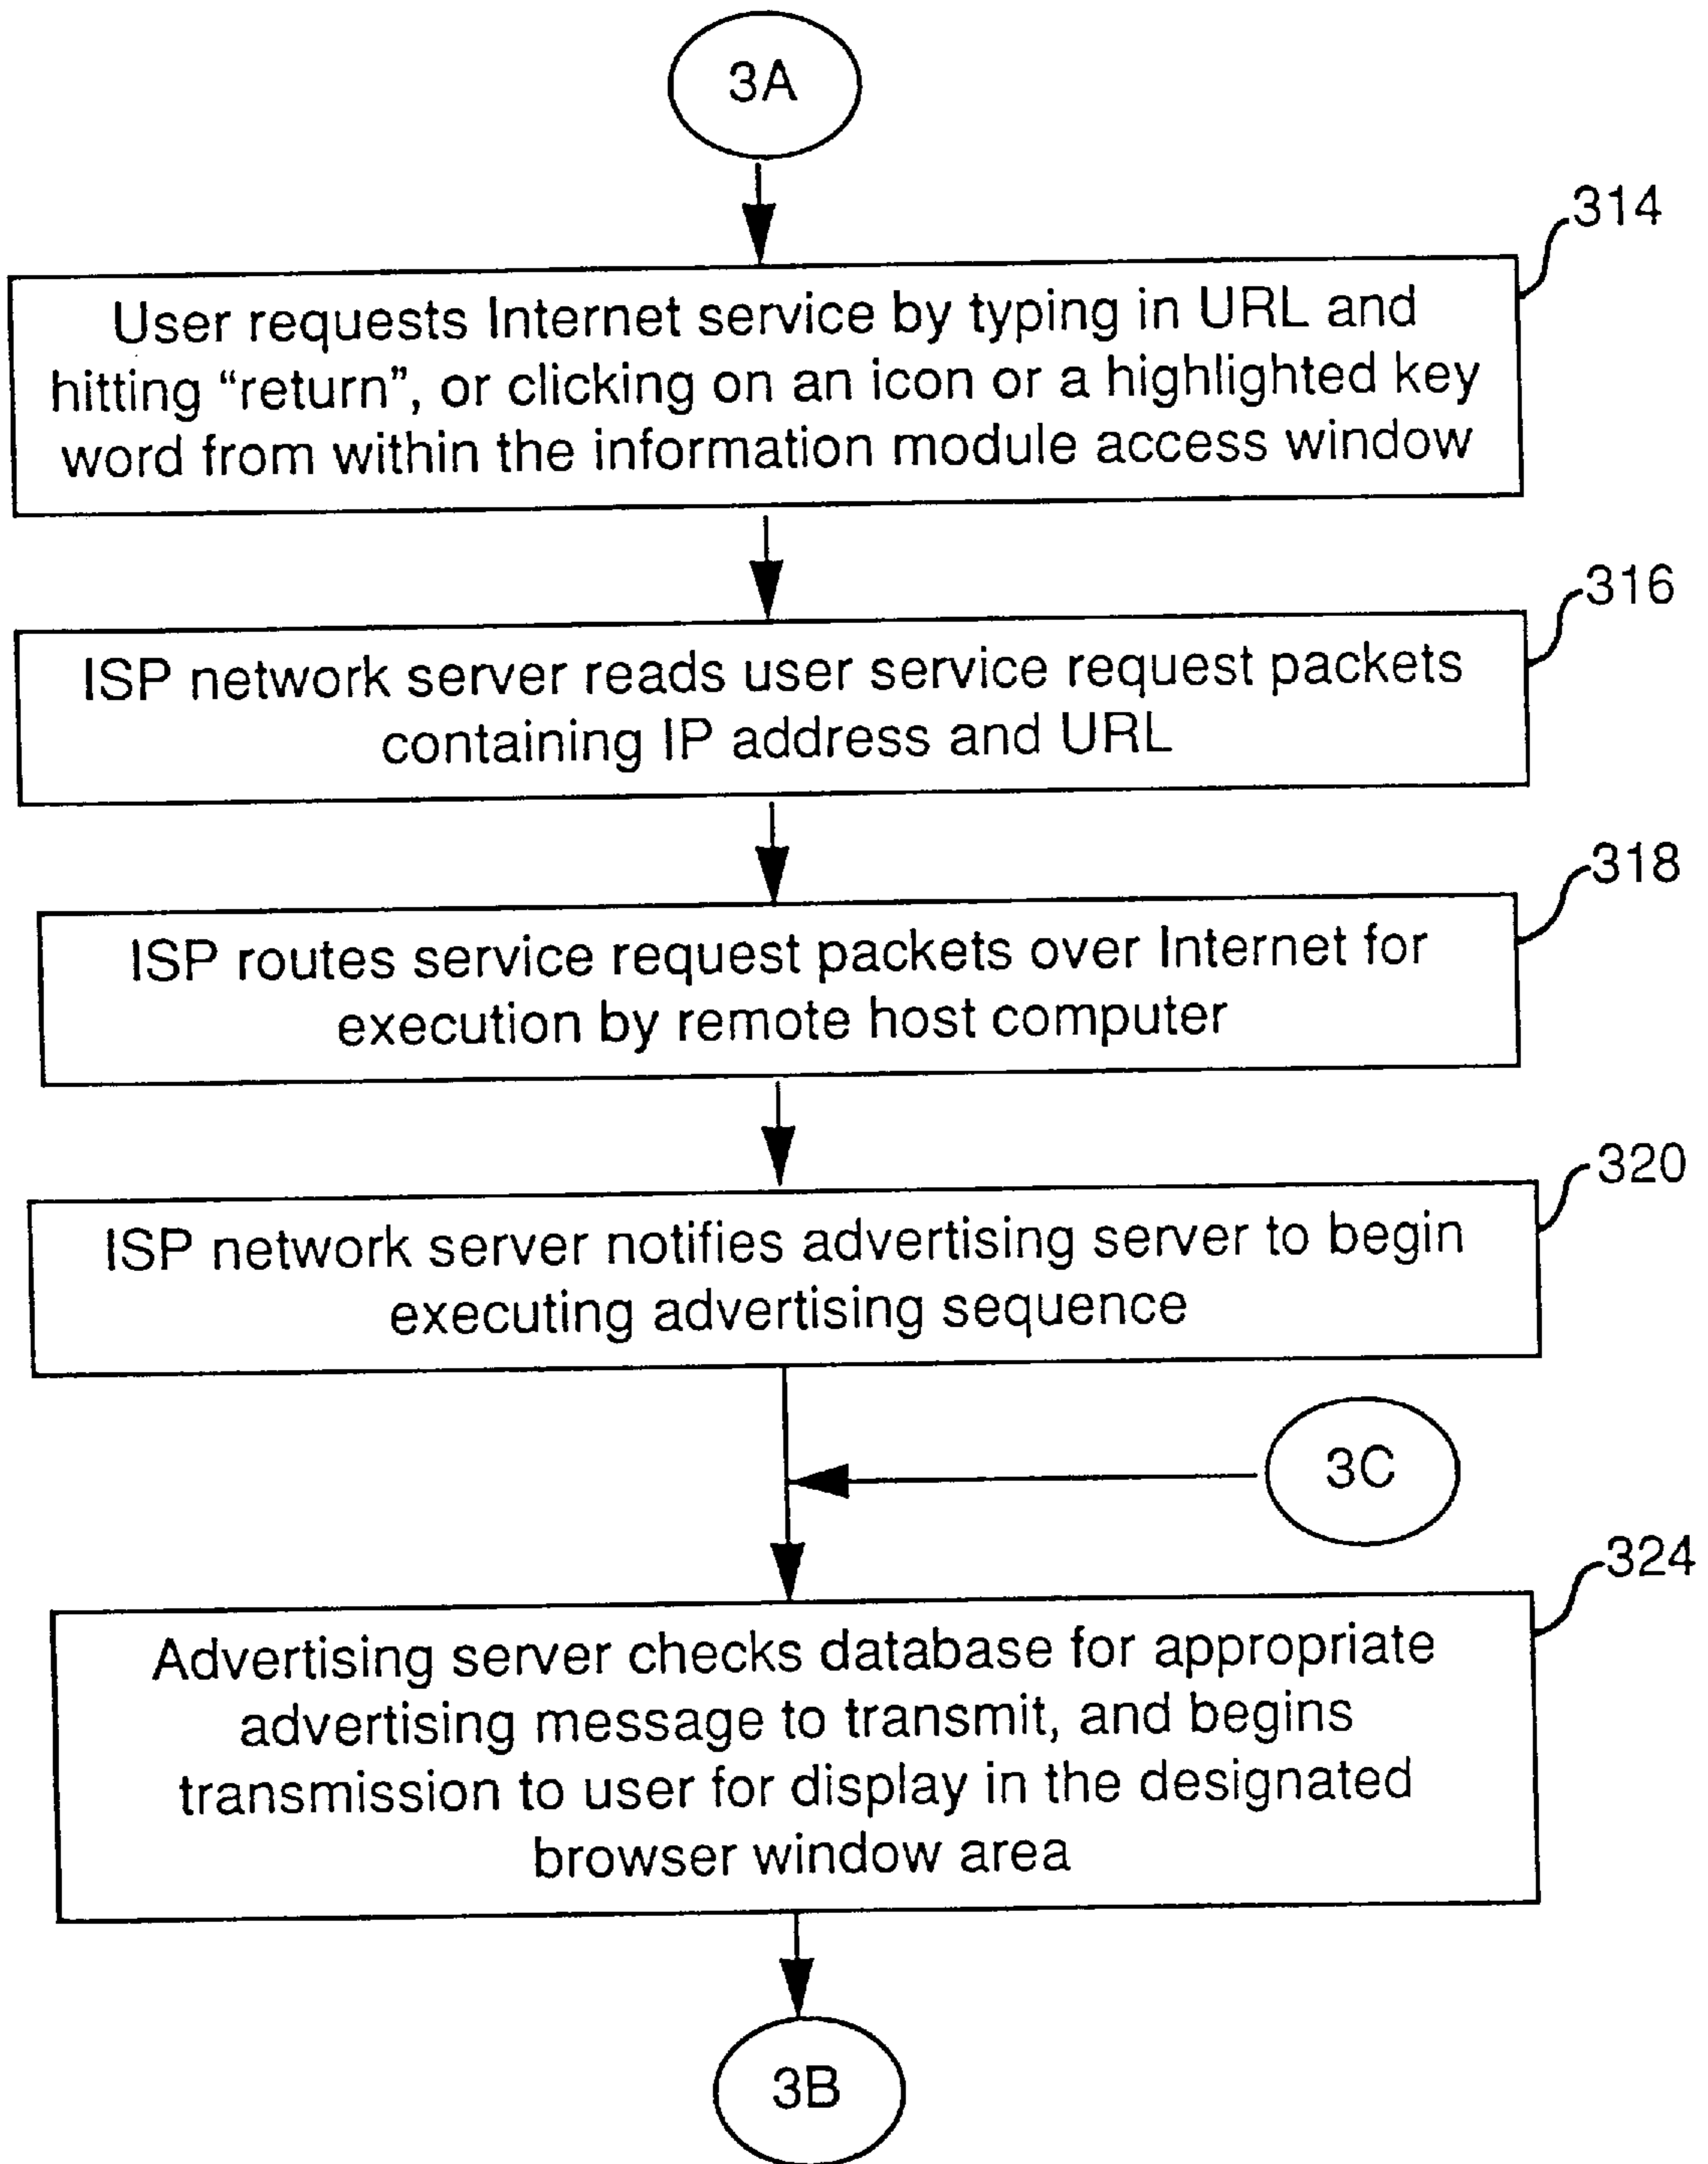 3A
314
User requests Internet service by typing in URL and
hitting “return”, or clicking on an icon or a highlighted key
word from within the information module access window
316
ISP network server reads user service request packets
containing IP address and URL
318
ISP routes service request packets over Internet for
execution by remote host computer
320
ISP network server notifies advertising server to begin
executing advertising sequence
3C
324
Advertising server checks database for appropriate
advertising message to transmit, and begins
transmission to user for display in the designated
browser window area
3B